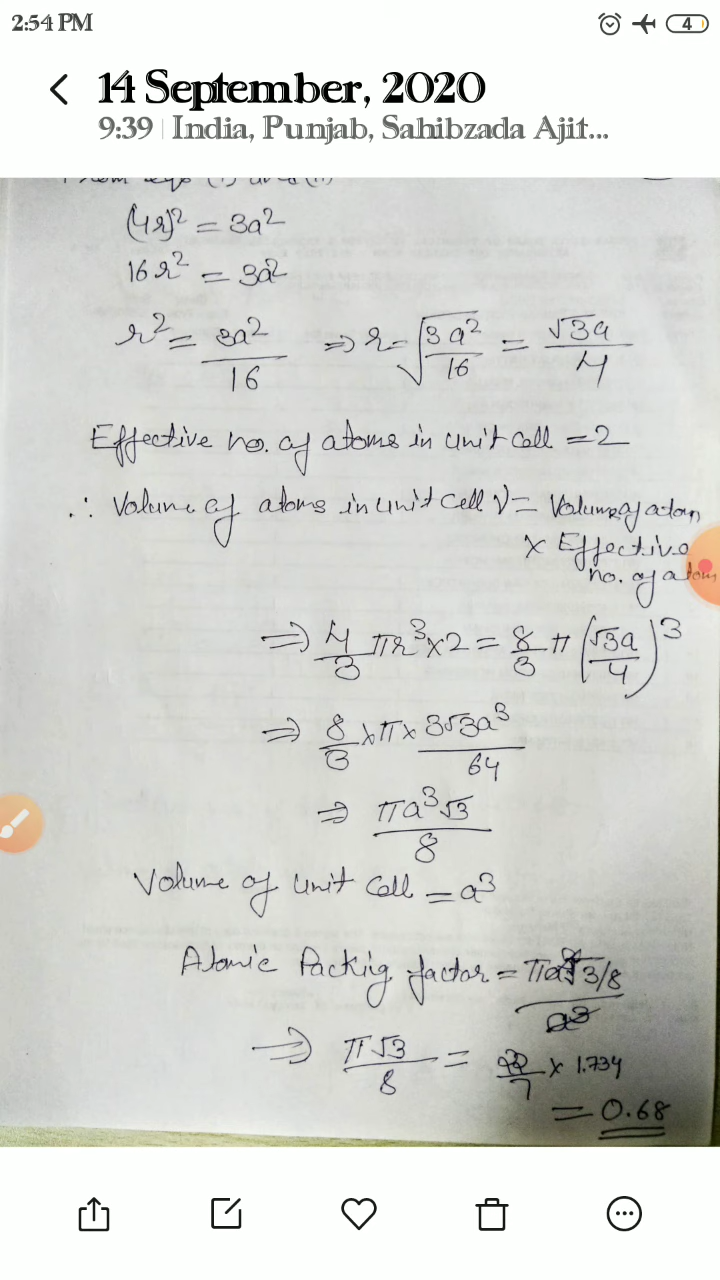 2:54 PM
4
14 September, 2020
9:39 India, Punjab, Sahibzada Ajit...
(4r)² = 3a²
16r² = 3a²
r² = 3a²/16 ⇒ r = √(3a²/16) = √3a/4
Effective no. of atoms in unit cell = 2
∴ Volume of atoms in unit cell V = Volume of atom
× Effective
no. of atom
⇒ 4/3 πr³ × 2 = 8/3 π (√3a/4)³
⇒ 8/3 × π × 3√3a³/64
⇒ πa³√3/8
Volume of unit cell = a³
Atomic Packing factor = πa³√3/8 / a³
⇒ π√3/8 = × 1.734
= 0.68